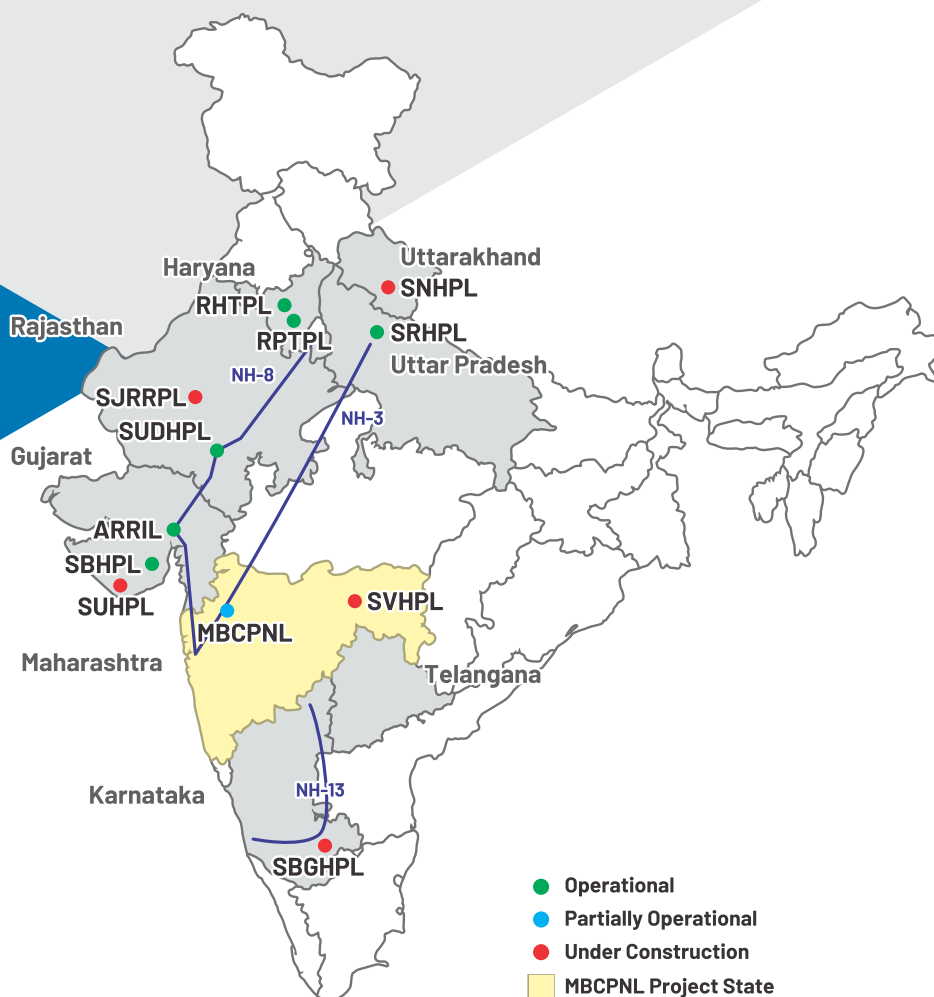 Uttarakhand
Haryana
SNHPL
RHTPL
Rajasthan
RPTPL
SRHPL
Uttar Pradesh
NH-8
SJRRPL
NH-3
SUDHPL
Gujarat
ARRIL
SBHPL
SUHPL
SVHPL
MBCPNL
Maharashtra
Telangana
NH-13
Karnataka
SBGHPL
Operational
Partially Operational
Under Construction
MBCPNL Project State